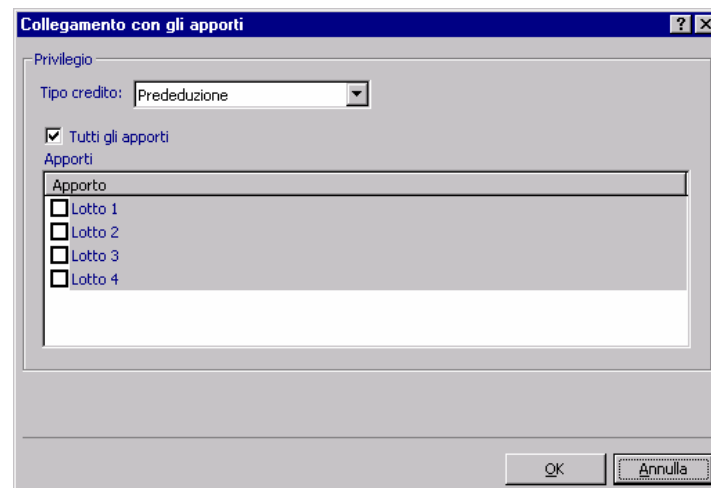 Collegamento con gli apporti
Privilegio
Tipo credito: Prededuzione
Tutti gli apporti
Apporti
Apporto
Lotto 1
Lotto 2
Lotto 3
Lotto 4
OK Annulla